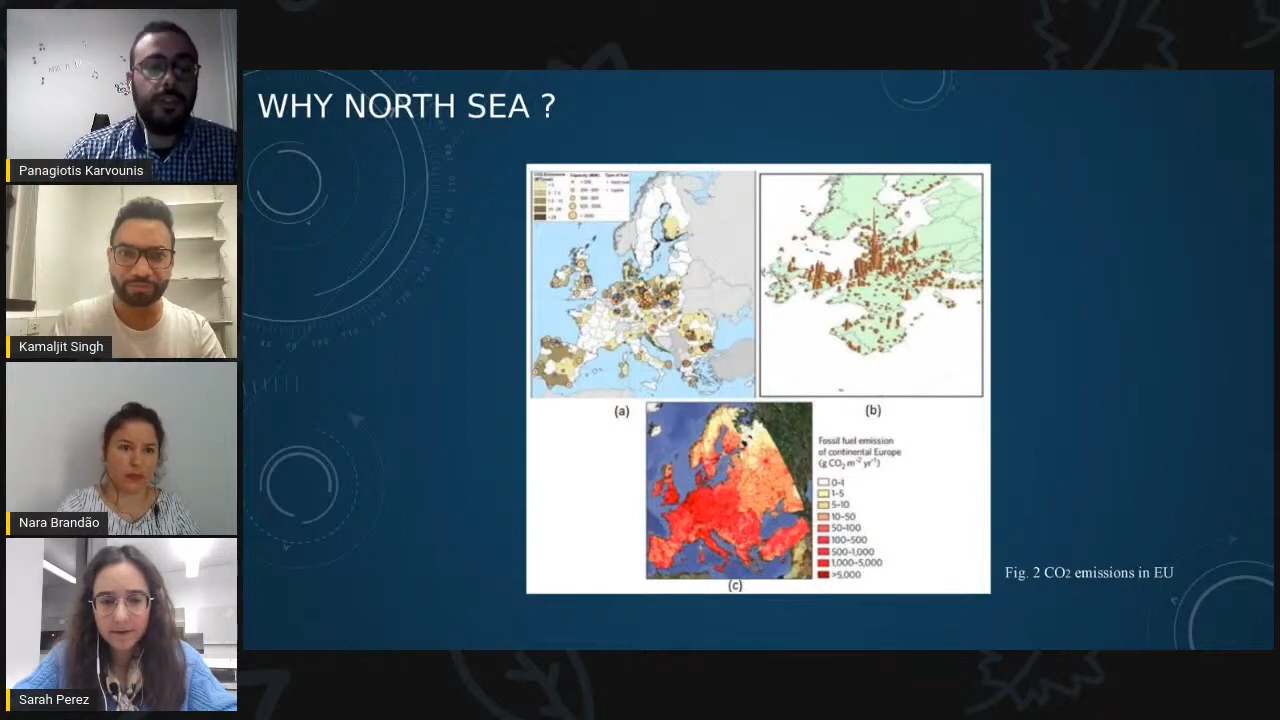 Panagiotis Karvounis
Kamaljit Singh
Nara Brandão
Sarah Perez
WHY NORTH SEA ?
(a)
(b)
Fossil fuel emission
of continental Europe
(g CO₂ m⁻² yr⁻¹)
0-1
1-5
5-10
10-50
50-100
100-500
500-1,000
1,000-5,000
>5,000
(c)
Fig. 2 CO2 emissions in EU